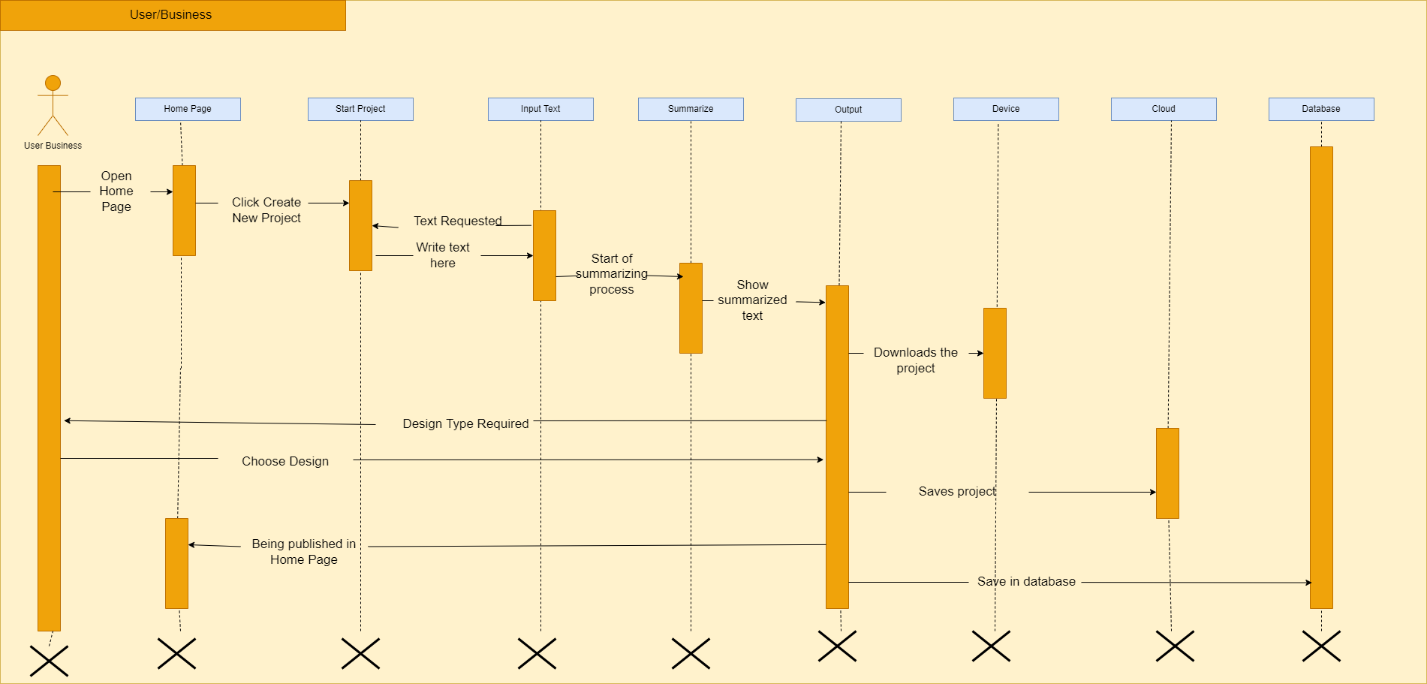 User/Business
User Business
Home Page
Start Project
Input Text
Summarize
Output
Device
Cloud
Database
Open
Home
Page
Click Create
New Project
Text Requested
Write text
here
Start of
summarizing
process
Show
summarized
text
Downloads the
project
Design Type Required
Choose Design
Saves project
Being published in
Home Page
Save in database